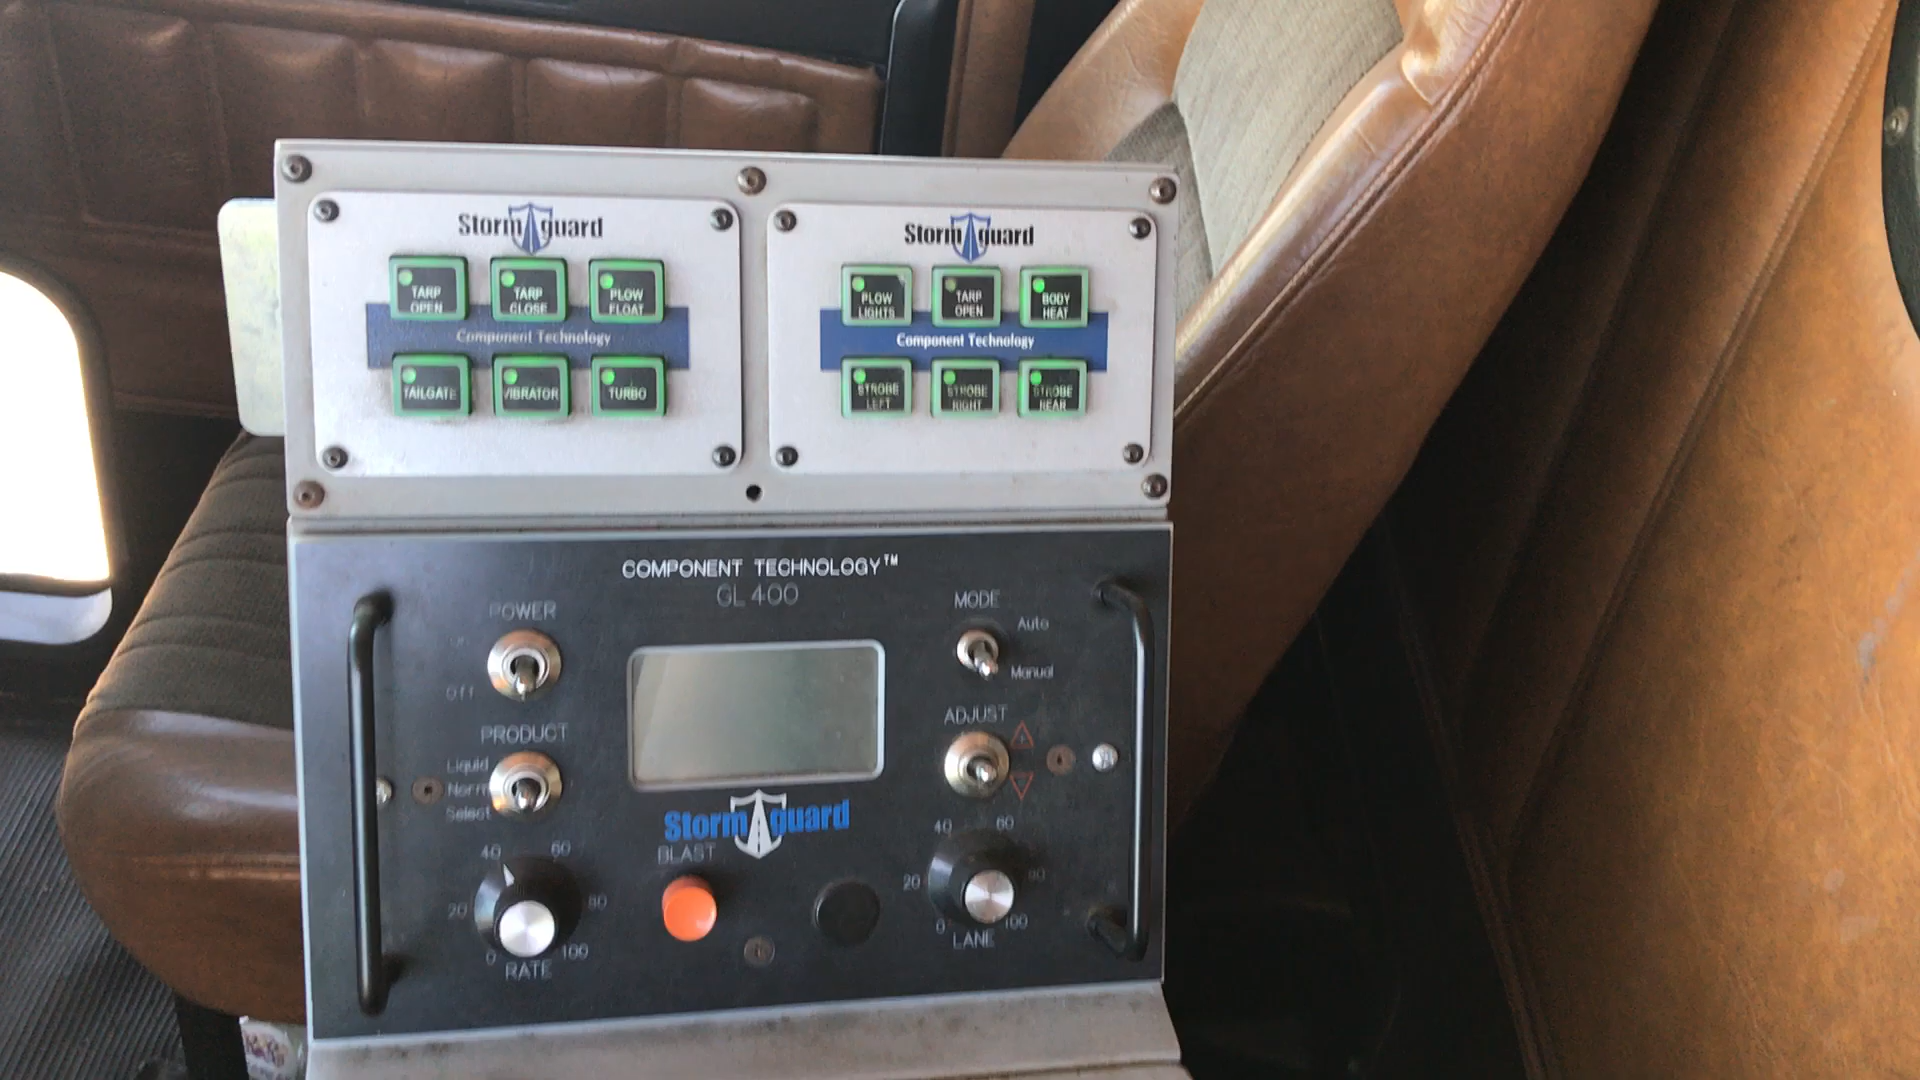 Storm guard
TARP OPEN
TARP CLOSE
PLOW FLOAT
Component Technology
TAILGATE
VIBRATOR
TURBO
Storm guard
PLOW LIGHTS
TARP OPEN
BODY HEAT
Component Technology
STROBE LEFT
STROBE RIGHT
STROBE REAR
COMPONENT TECHNOLOGY™
GL 400
POWER
Off
PRODUCT
Liquid
Norm
Select
0 20 40 60 80 100
RATE
Storm guard
BLAST
MODE
Auto
Manual
ADJUST
0 20 40 60 80 100
LANE